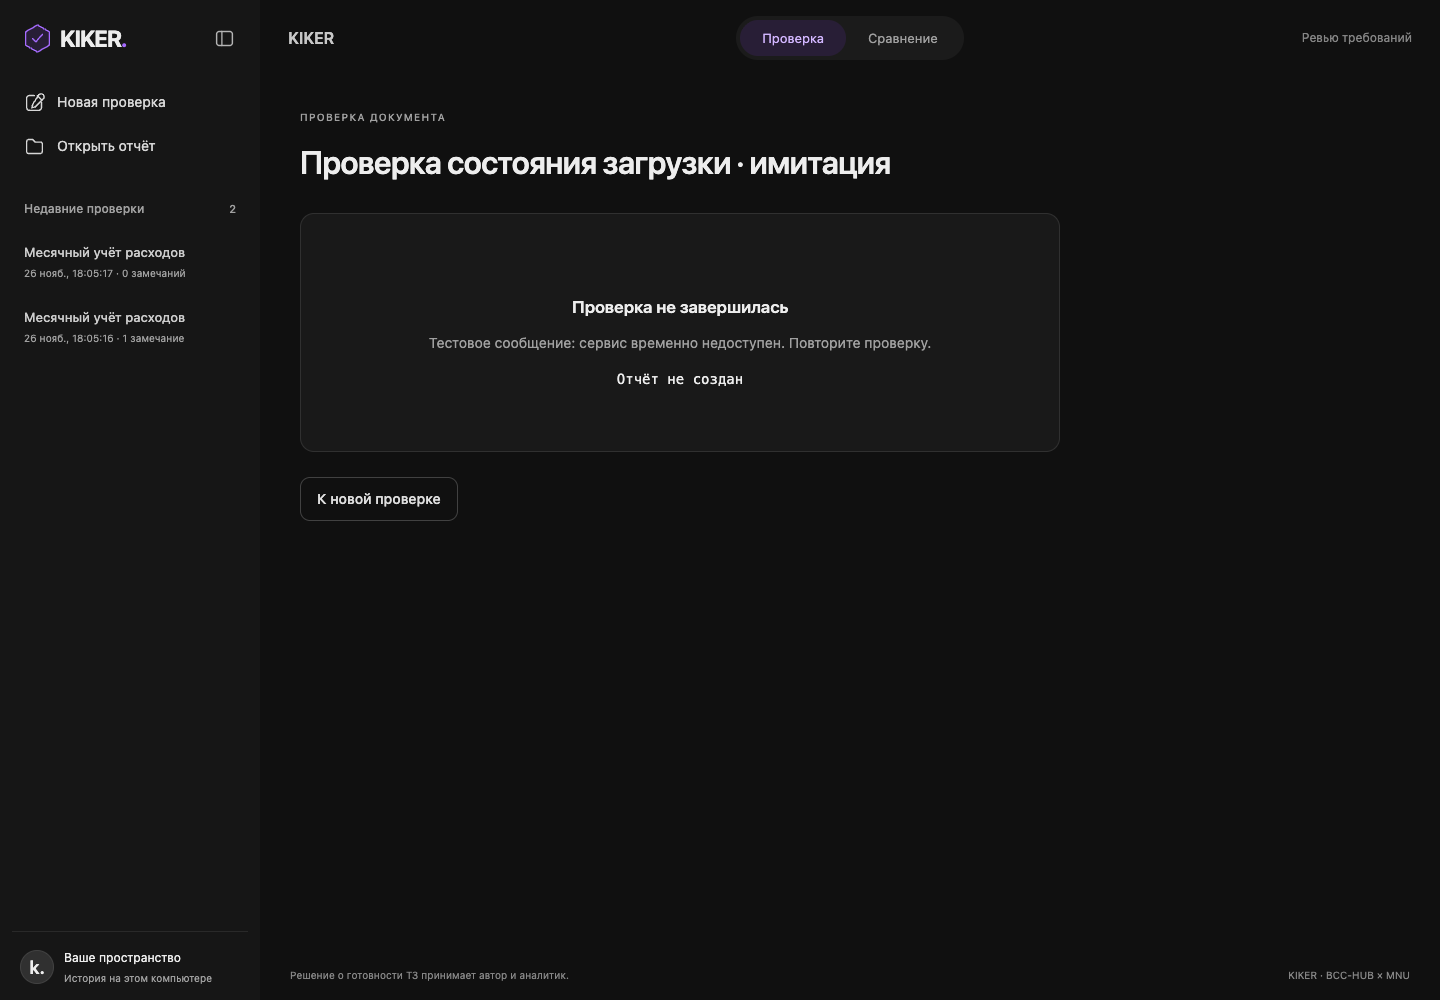 KIKER.
Новая проверка
Открыть отчёт
Недавние проверки 2
Месячный учёт расходов
26 нояб., 18:05:17 · 0 замечаний
Месячный учёт расходов
26 нояб., 18:05:16 · 1 замечание
k.
Ваше пространство
История на этом компьютере
KIKER
Проверка
Сравнение
Ревью требований
ПРОВЕРКА ДОКУМЕНТА
Проверка состояния загрузки · имитация
Проверка не завершилась
Тестовое сообщение: сервис временно недоступен. Повторите проверку.
Отчёт не создан
К новой проверке
Решение о готовности ТЗ принимает автор и аналитик.
KIKER · BCC-HUB × MNU